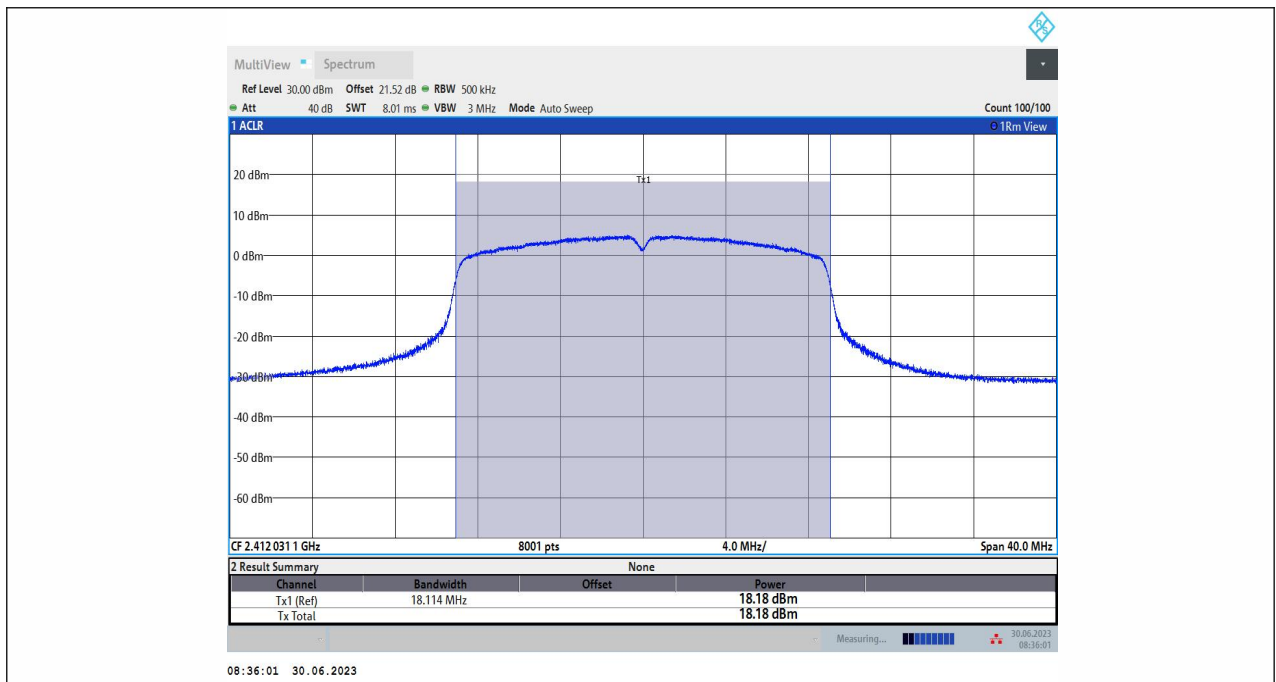 R&S
MultiView Spectrum
Ref Level 30.00 dBm Offset 21.52 dB RBW 500 kHz
Att 40 dB SWT 8.01 ms VBW 3 MHz Mode Auto Sweep Count 100/100
1 ACLR 1Rm View
Tx1
20 dBm
10 dBm
0 dBm
-10 dBm
-20 dBm
-30 dBm
-40 dBm
-50 dBm
-60 dBm
CF 2.412 031 1 GHz 8001 pts 4.0 MHz/ Span 40.0 MHz
2 Result Summary None
Channel Bandwidth Offset Power
Tx1 (Ref) 18.114 MHz 18.18 dBm
Tx Total 18.18 dBm
Measuring... 30.06.2023
08:36:01
08:36:01 30.06.2023